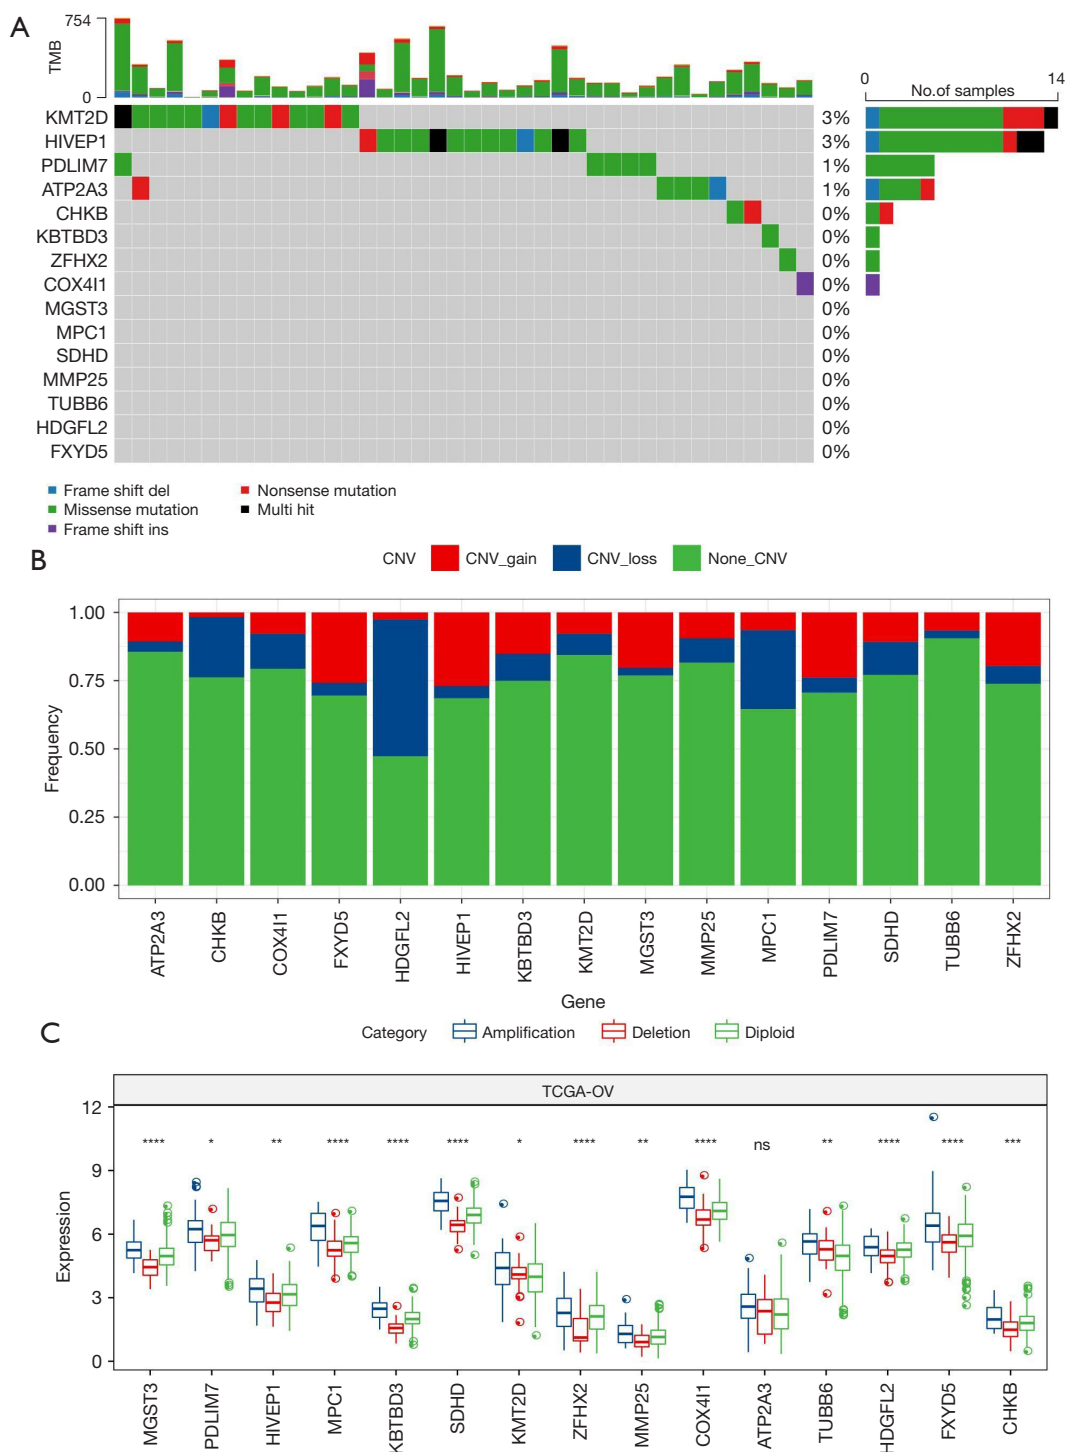 A
TMB
754
0
KMT2D 3%
HIVEP1 3%
PDLIM7 1%
ATP2A3 1%
CHKB 0%
KBTBD3 0%
ZFHX2 0%
COX4I1 0%
MGST3 0%
MPC1 0%
SDHD 0%
MMP25 0%
TUBB6 0%
HDGFL2 0%
FXYD5 0%
0 14
No.of samples
Frame shift del
Missense mutation
Frame shift ins
Nonsense mutation
Multi hit
B
CNV CNV_gain CNV_loss None_CNV
Frequency
1.00
0.75
0.50
0.25
0.00
ATP2A3
CHKB
COX4I1
FXYD5
HDGFL2
HIVEP1
KBTBD3
KMT2D
MGST3
MMP25
MPC1
PDLIM7
SDHD
TUBB6
ZFHX2
Gene
C
Category Amplification Deletion Diploid
TCGA-OV
Expression
12
9
6
3
0
**** * ** **** **** **** * **** ** **** ns ** **** **** ***
MGST3
PDLIM7
HIVEP1
MPC1
KBTBD3
SDHD
KMT2D
ZFHX2
MMP25
COX4I1
ATP2A3
TUBB6
HDGFL2
FXYD5
CHKB